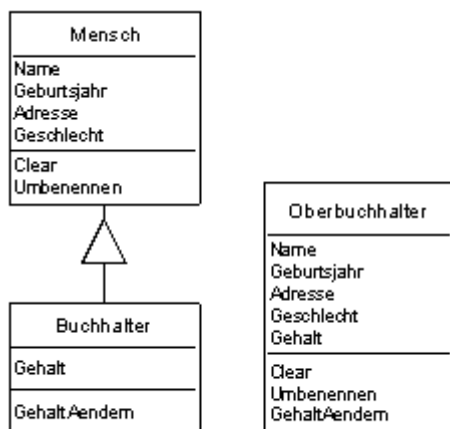 Mensch
Name
Geburtsjahr
Adresse
Geschlecht
Clear
Umbenennen
Buchhalter
Gehalt
GehaltAendern
Oberbuchhalter
Name
Geburtsjahr
Adresse
Geschlecht
Gehalt
Clear
Umbenennen
GehaltAendern